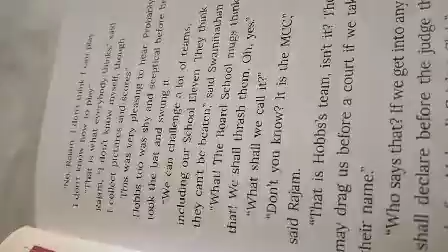 "No, Rajam. I don't think I can play.
I don't know how to play."
"That is what everybody thinks," said
Rajam, "I don't know myself, though
I collect pictures and scores."
This was very pleasing to hear. Probably
Hobbs too was shy and sceptical before he
took the bat and swung it.
"We can challenge a lot of teams,
including our School Eleven. They think
they can't be beaten," said Swaminathan
"What! The Board School mugs think
that! We shall thrash them. Oh, yes."
"What shall we call it?"
"Don't you know? It is the MCC,"
said Rajam.
"That is Hobbs's team, isn't it?
may drag us before a court if we
their name."
"Who says that? If we get into any
shall declare before the judge